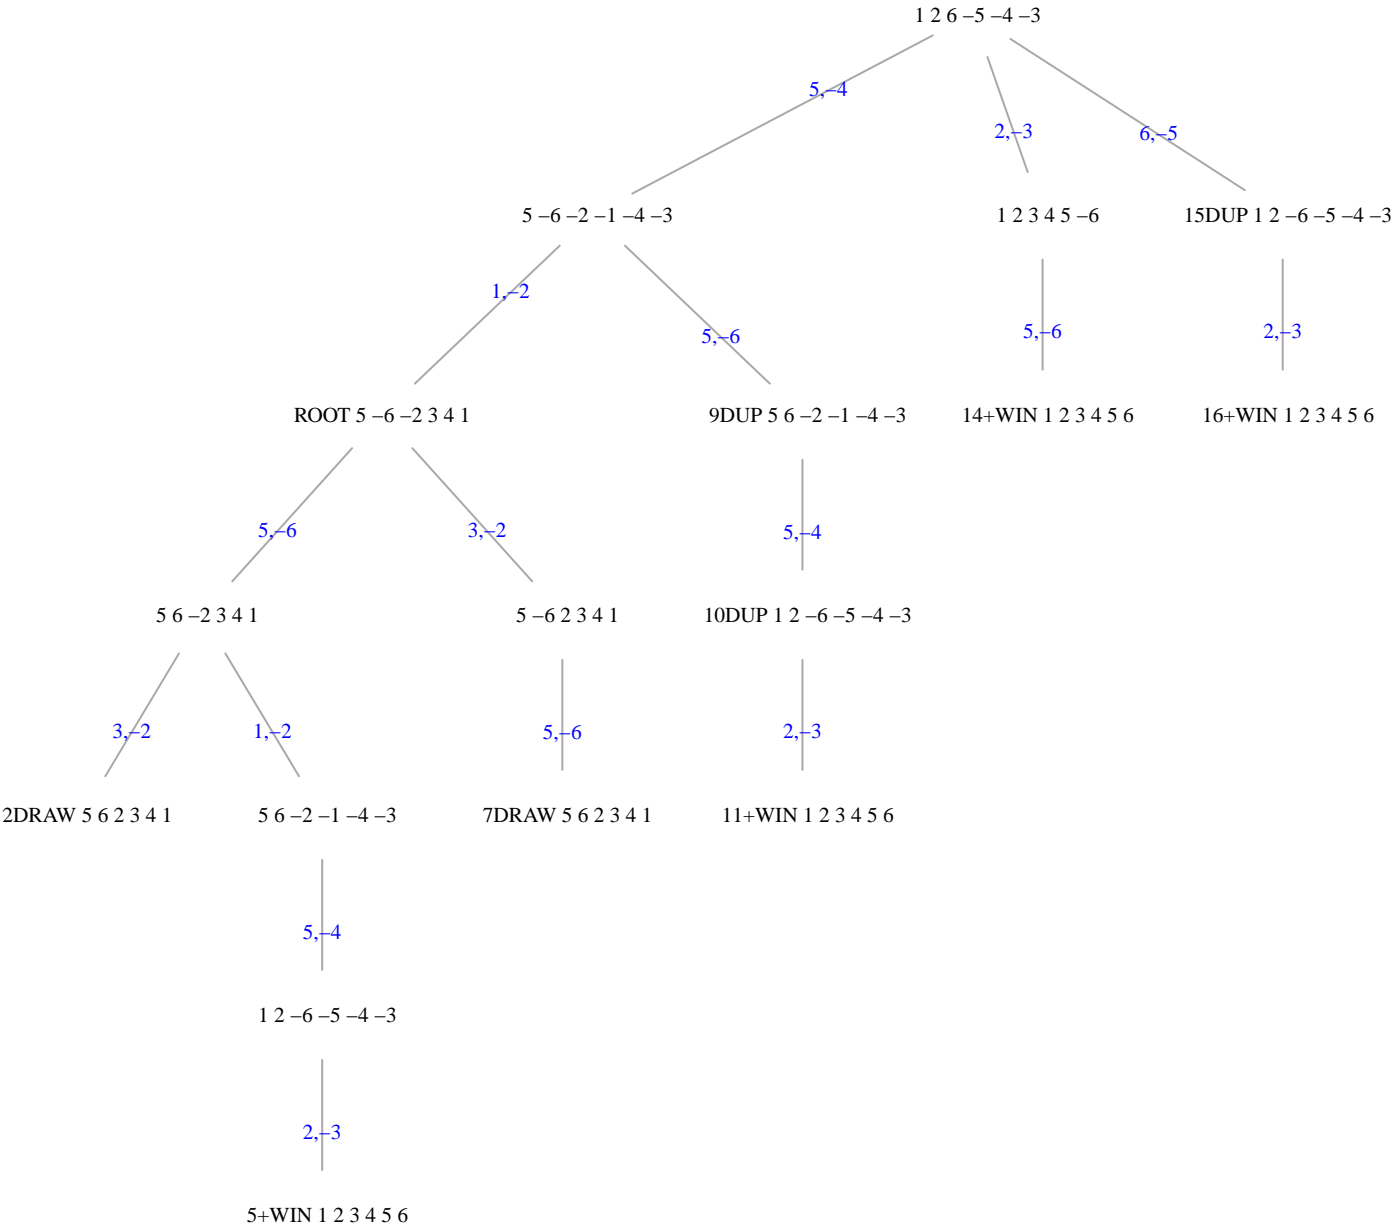 1 2 6 –5 –4 –3
5,–4
2,–3
6,–5
5 –6 –2 –1 –4 –3
1 2 3 4 5 –6
15DUP 1 2 –6 –5 –4 –3
1,–2
5,–6
5,–6
2,–3
ROOT 5 –6 –2 3 4 1
9DUP 5 6 –2 –1 –4 –3
14+WIN 1 2 3 4 5 6
16+WIN 1 2 3 4 5 6
5,–6
3,–2
5,–4
5 6 –2 3 4 1
5 –6 2 3 4 1
10DUP 1 2 –6 –5 –4 –3
3,–2
1,–2
5,–6
2,–3
2DRAW 5 6 2 3 4 1
5 6 –2 –1 –4 –3
7DRAW 5 6 2 3 4 1
11+WIN 1 2 3 4 5 6
5,–4
1 2 –6 –5 –4 –3
2,–3
5+WIN 1 2 3 4 5 6